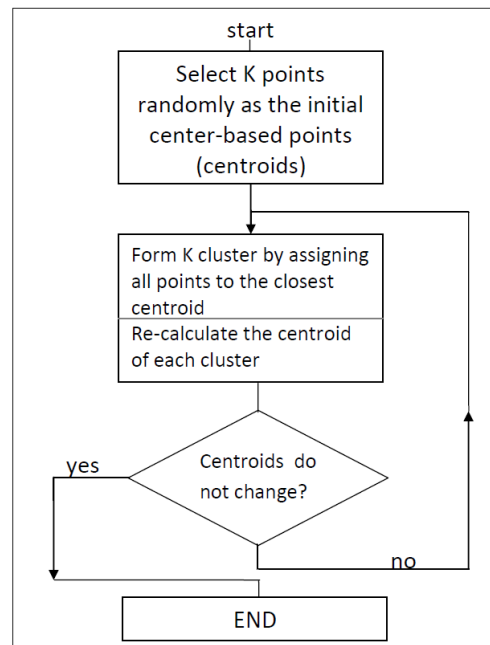 start
Select K points
randomly as the initial
center-based points
(centroids)
Form K cluster by assigning
all points to the closest
centroid
Re-calculate the centroid
of each cluster
Centroids do
not change?
yes
no
END